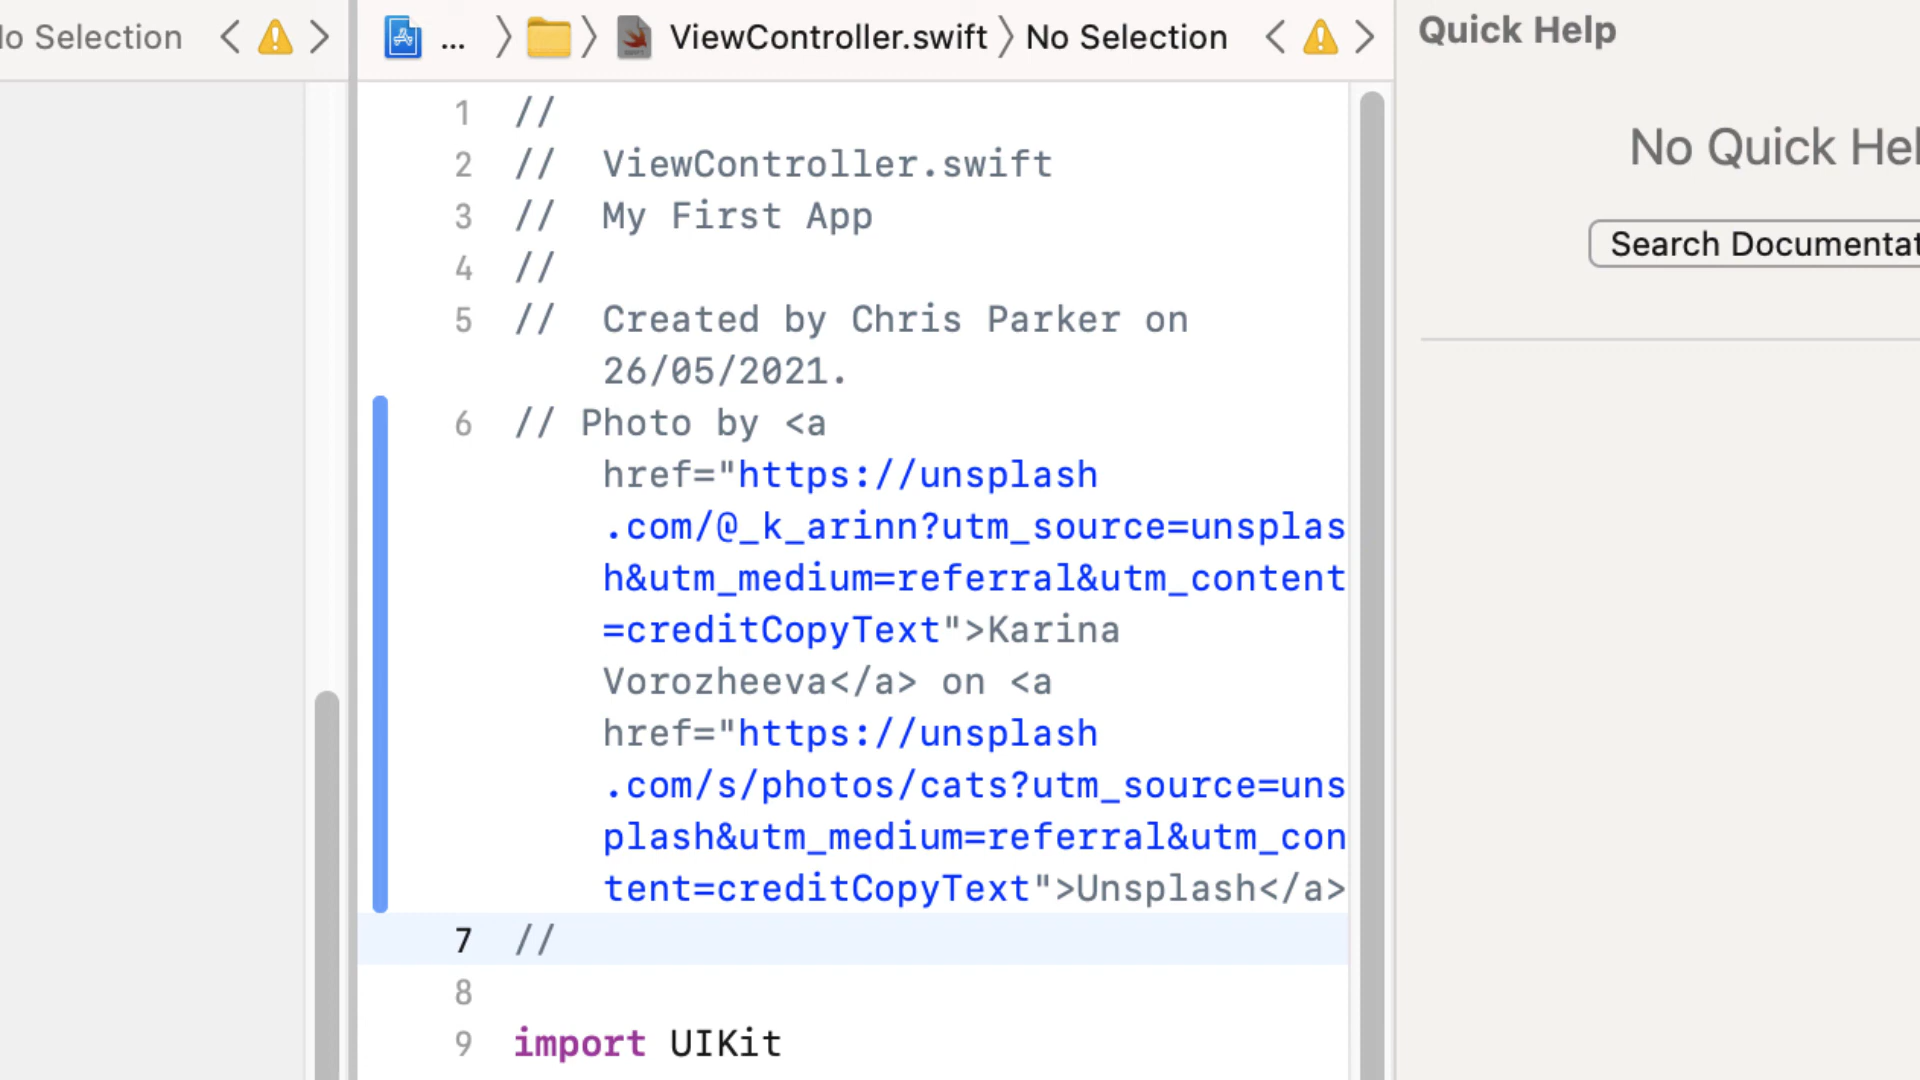 No Selection
... ViewController.swift No Selection
Quick Help
No Quick Hel
Search Documentat
1 //
2 //  ViewController.swift
3 //  My First App
4 //
5 //  Created by Chris Parker on
26/05/2021.
6 // Photo by <a
href="https://unsplash
.com/@_k_arinn?utm_source=unsplas
h&utm_medium=referral&utm_content
=creditCopyText">Karina
Vorozheeva</a> on <a
href="https://unsplash
.com/s/photos/cats?utm_source=uns
plash&utm_medium=referral&utm_con
tent=creditCopyText">Unsplash</a>
7 //
8
9 import UIKit